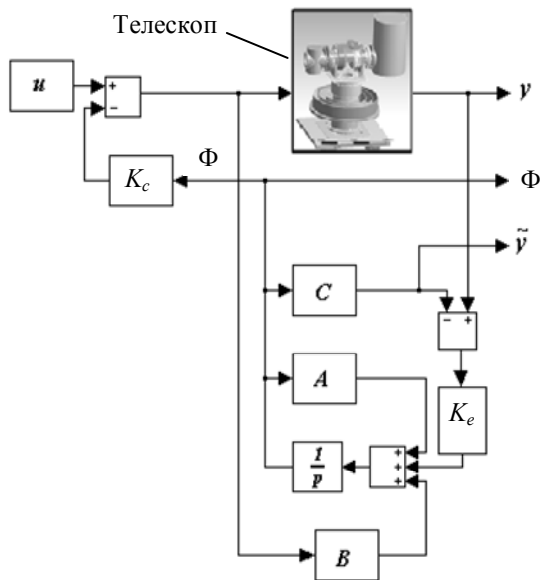 Телескоп
u
+
−
y
Φ
Φ
K_c
ỹ
C
− +
A
K_e
1
p
+
+
+
B